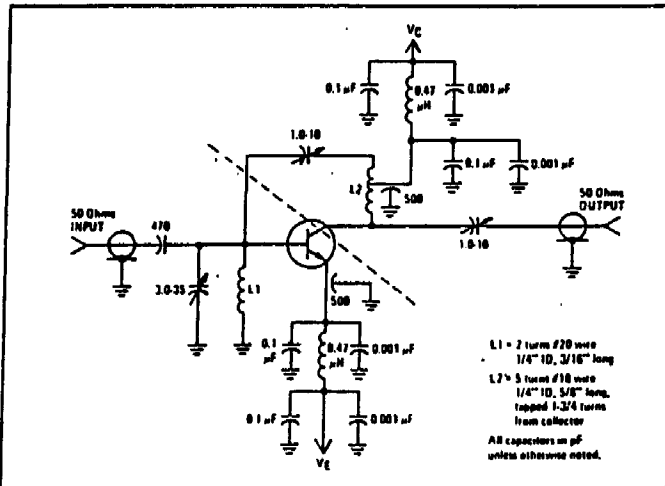 VC
0.1 µF
0.47
µH
0.001 µF
1.0-10
0.1 µF
0.001 µF
L2
500
50 Ohms
INPUT
470
50 Ohms
OUTPUT
1.0-10
3.0-35
L1
500
0.1
µF
0.47
µH
0.001 µF
0.1 µF
0.001 µF
VE
L1 = 2 turns #20 wire
1/4" ID, 3/16" long
L2 = 5 turns #18 wire
1/4" ID, 5/8" long,
tapped 1-3/4 turns
from collector
All capacitors in pF
unless otherwise noted.